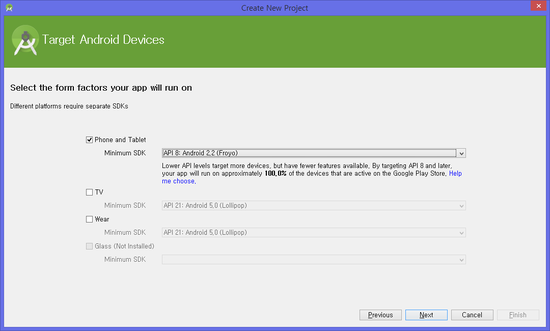 Create New Project
Target Android Devices
Select the form factors your app will run on
Different platforms require separate SDKs
Phone and Tablet
Minimum SDK
API 8: Android 2.2 (Froyo)
Lower API levels target more devices, but have fewer features available. By targeting API 8 and later,
your app will run on approximately 100.0% of the devices that are active on the Google Play Store. Help
me choose.
TV
Minimum SDK
API 21: Android 5.0 (Lollipop)
Wear
Minimum SDK
API 21: Android 5.0 (Lollipop)
Glass (Not Installed)
Minimum SDK
Previous
Next
Cancel
Finish